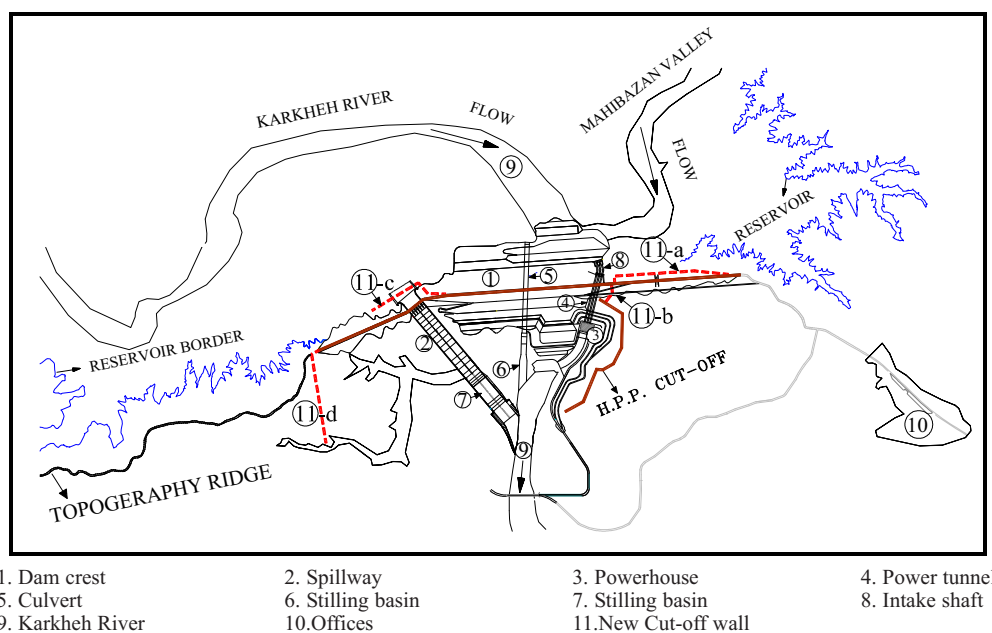 MAHIBAZAN VALLEY
KARKHEH RIVER
FLOW
9
FLOW
RESERVOIR
11-a
8
11-c
1
5
4
11-b
3
2
RESERVOIR BORDER
6
7
H.P.P. CUT-OFF
11-d
10
9
TOPOGERAPHY RIDGE
1. Dam crest
2. Spillway
3. Powerhouse
4. Power tunne
5. Culvert
6. Stilling basin
7. Stilling basin
8. Intake shaft
9. Karkheh River
10.Offices
11.New Cut-off wall